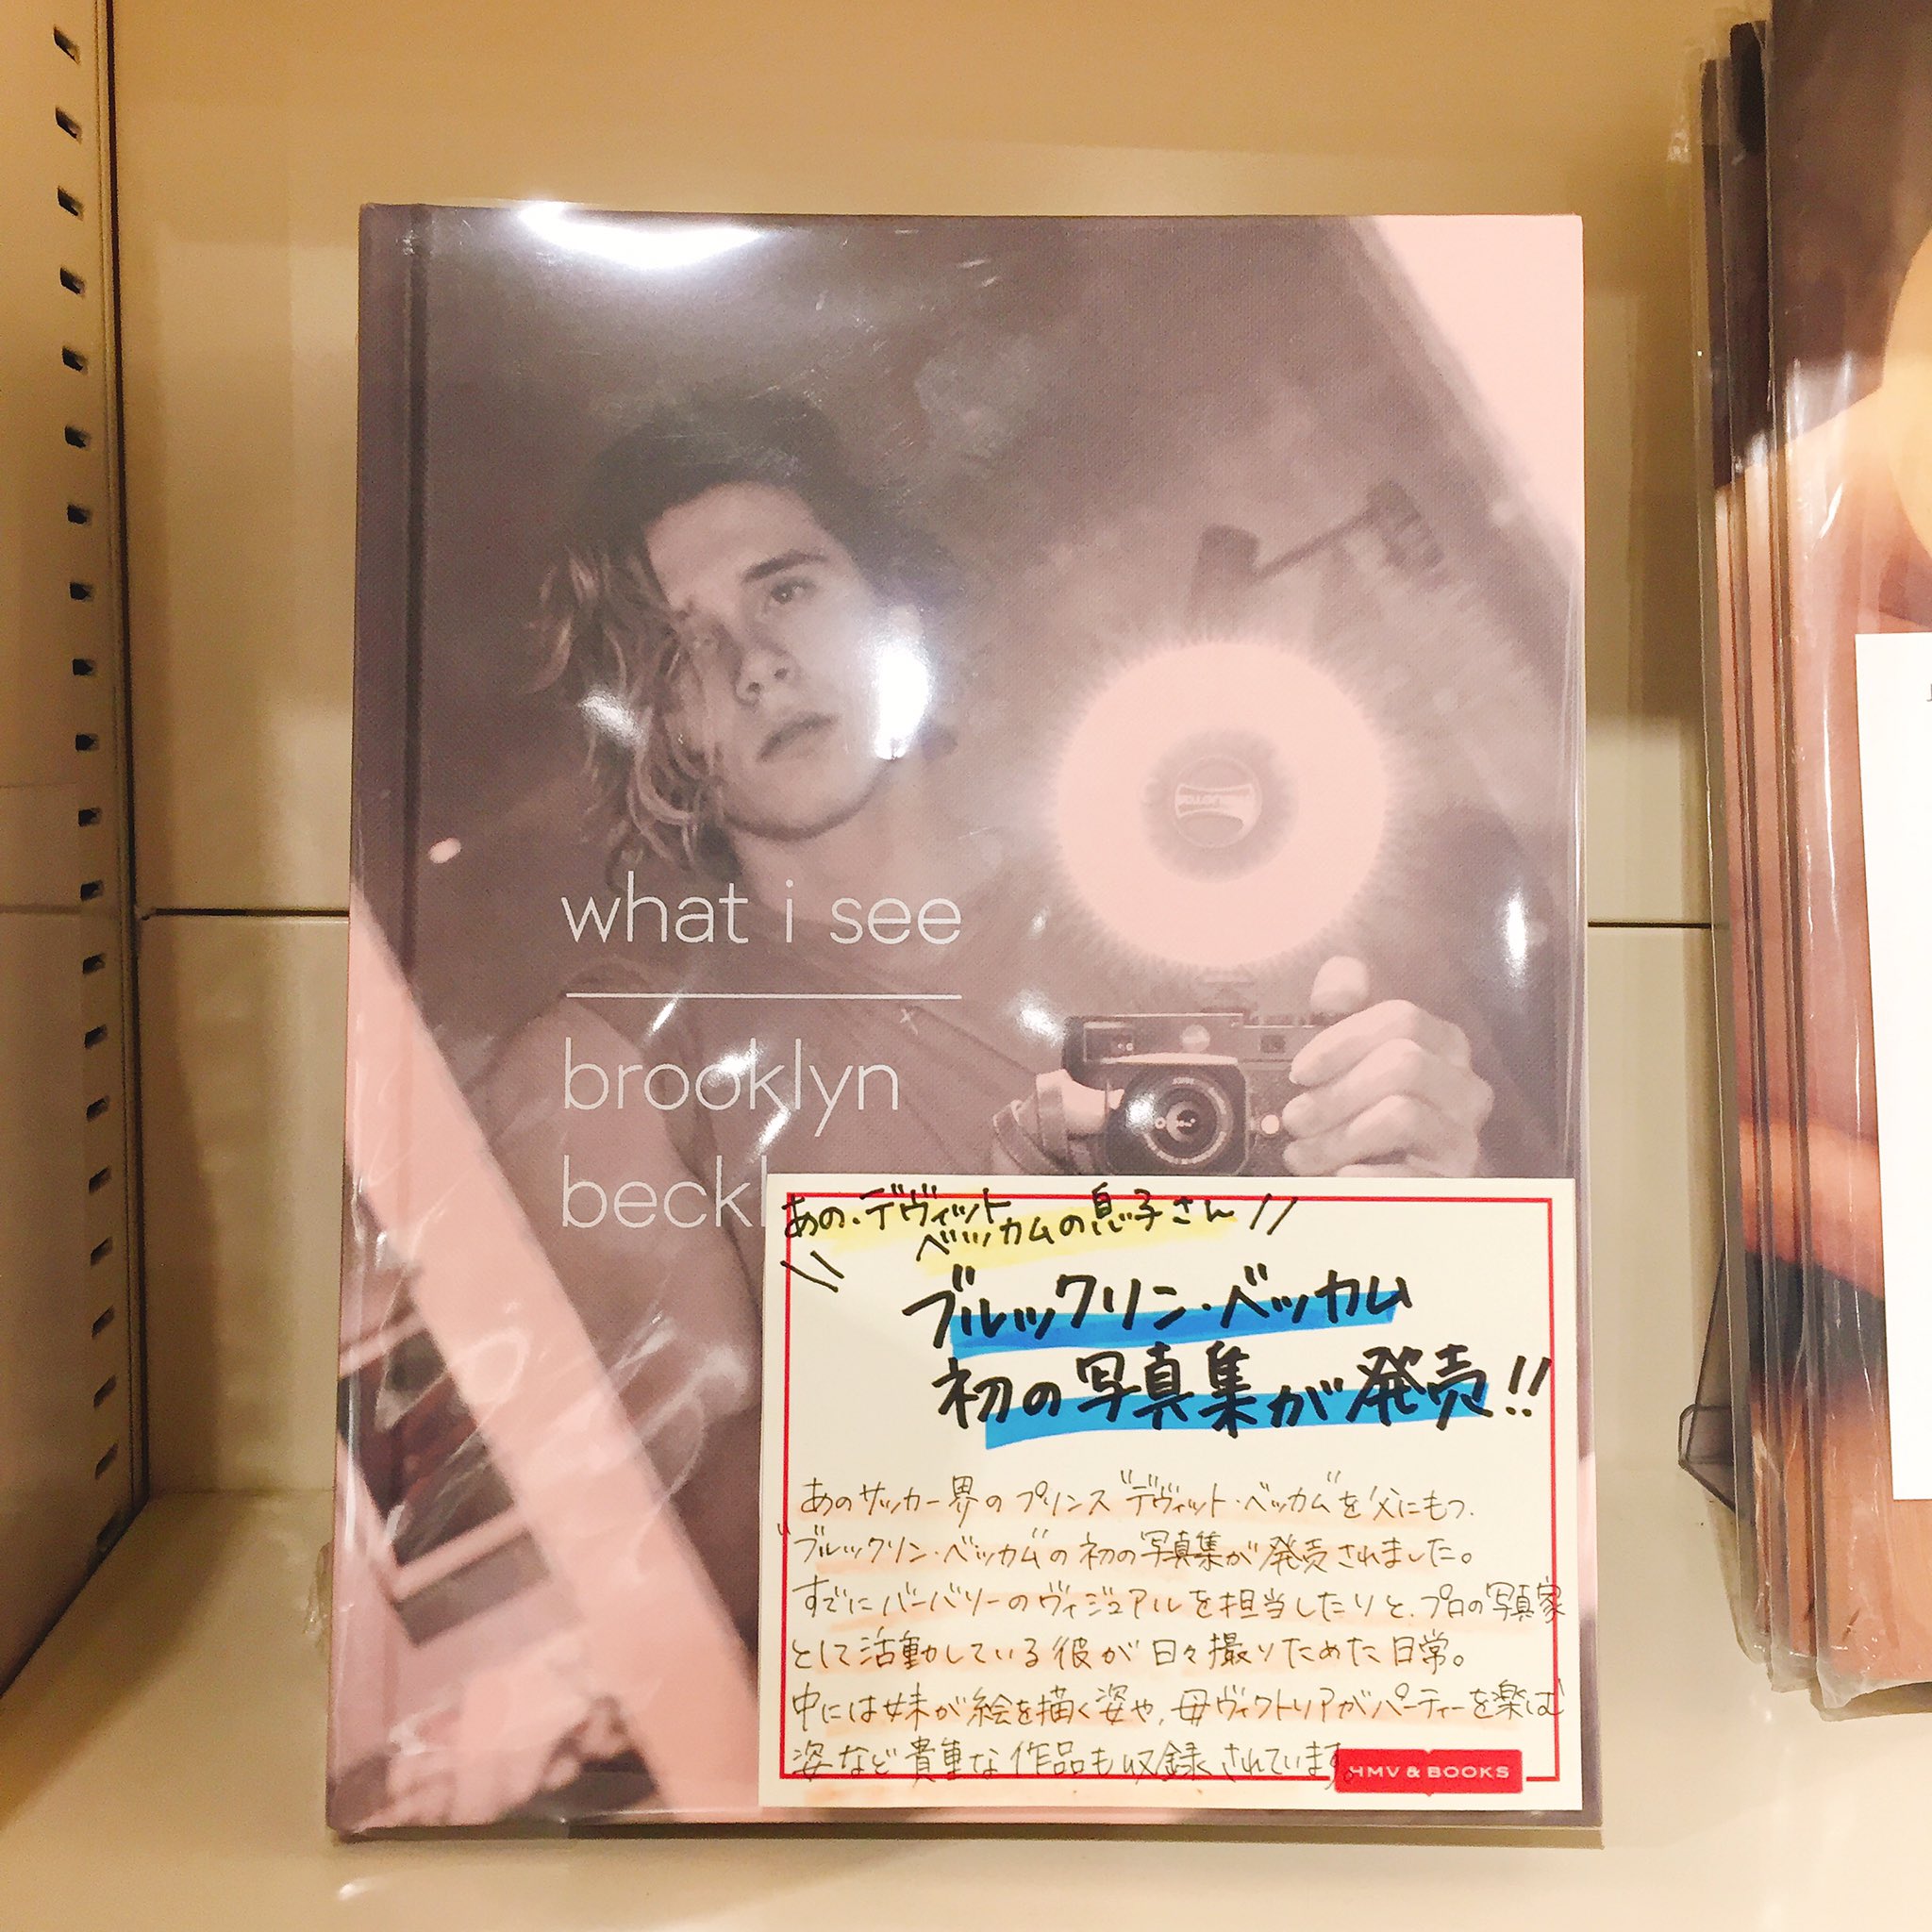 what i see
brooklyn
beck
あの、デヴィット
ベッカムの息子さん //
\\
ブルックリン・ベッカム
初の写真集が発売!!
あのサッカー界のプリンス"デヴィット・ベッカム"を父にもつ、
"ブルックリン・ベッカム"の初の写真集が発売されました。
すでにバーバリーのヴィジュアルを担当したりと、プロの写真家
として活動している彼が日々撮りためた日常。
中には妹が絵を描く姿や、母ヴィクトリアがパーティーを楽しむ
姿など貴重な作品も収録されています。
HMV & BOOKS